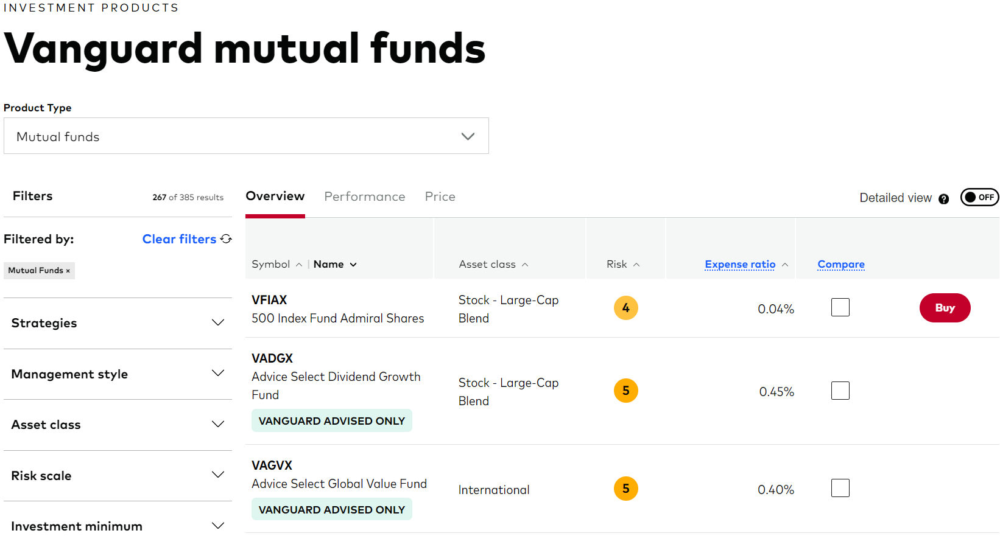 INVESTMENT PRODUCTS
Vanguard mutual funds
Product Type
Mutual funds
Filters
267 of 385 results
Filtered by:
Clear filters
Mutual Funds ×
Strategies
Management style
Asset class
Risk scale
Investment minimum
Overview
Performance
Price
Detailed view ?
OFF
Symbol | Name
Asset class
Risk
Expense ratio
Compare
VFIAX
500 Index Fund Admiral Shares
Stock - Large-Cap
Blend
4
0.04%
Buy
VADGX
Advice Select Dividend Growth
Fund
VANGUARD ADVISED ONLY
Stock - Large-Cap
Blend
5
0.45%
VAGVX
Advice Select Global Value Fund
VANGUARD ADVISED ONLY
International
5
0.40%